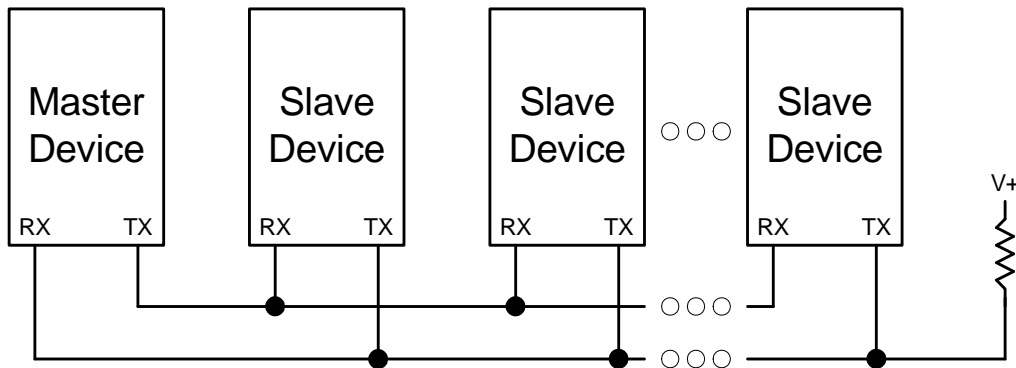 Master
Device
Slave
Device
Slave
Device
Slave
Device
RX TX
RX TX
RX TX
RX TX
V+